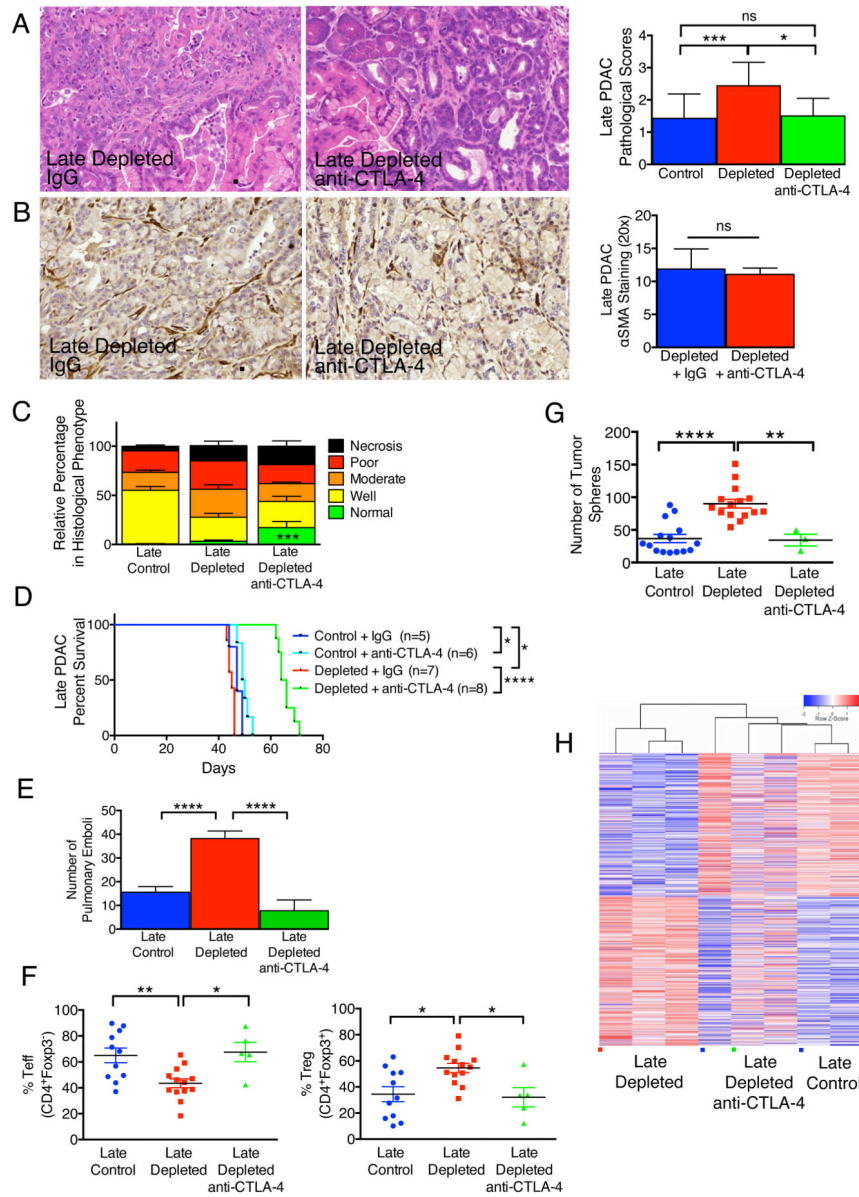 A
Late Depleted
IgG
Late Depleted
anti-CTLA-4
Late PDAC
Pathological Scores
4
3
2
1
0
ns
***
*
Control
Depleted
Depleted
anti-CTLA-4
B
Late Depleted
IgG
Late Depleted
anti-CTLA-4
Late PDAC
αSMA Staining (20x)
20
15
10
5
0
ns
Depleted
+ IgG
Depleted
+ anti-CTLA-4
C
Relative Percentage
in Histological Phenotype
100
50
0
***
Late
Control
Late
Depleted
Late
Depleted
anti-CTLA-4
Necrosis
Poor
Moderate
Well
Normal
G
Number of Tumor
Spheres
200
150
100
50
0
****
**
Late
Control
Late
Depleted
Late
Depleted
anti-CTLA-4
D
Late PDAC
Percent Survival
100
80
60
40
20
0
0
20
40
60
80
Days
Control + IgG (n=5)
Control + anti-CTLA-4 (n=6)
Depleted + IgG (n=7)
Depleted + anti-CTLA-4 (n=8)
*
*
****
E
Number of
Pulmonary Emboli
50
40
30
20
10
0
****
****
Late
Control
Late
Depleted
Late
Depleted
anti-CTLA-4
H
Row Z-Score
Late
Depleted
Late
Depleted
anti-CTLA-4
Late
Control
F
% Teff
(CD4⁺Foxp3⁻)
100
80
60
40
20
0
**
*
Late
Control
Late
Depleted
Late
Depleted
anti-CTLA-4
% Treg
(CD4⁺Foxp3⁺)
100
80
60
40
20
0
*
*
Late
Control
Late
Depleted
Late
Depleted
anti-CTLA-4